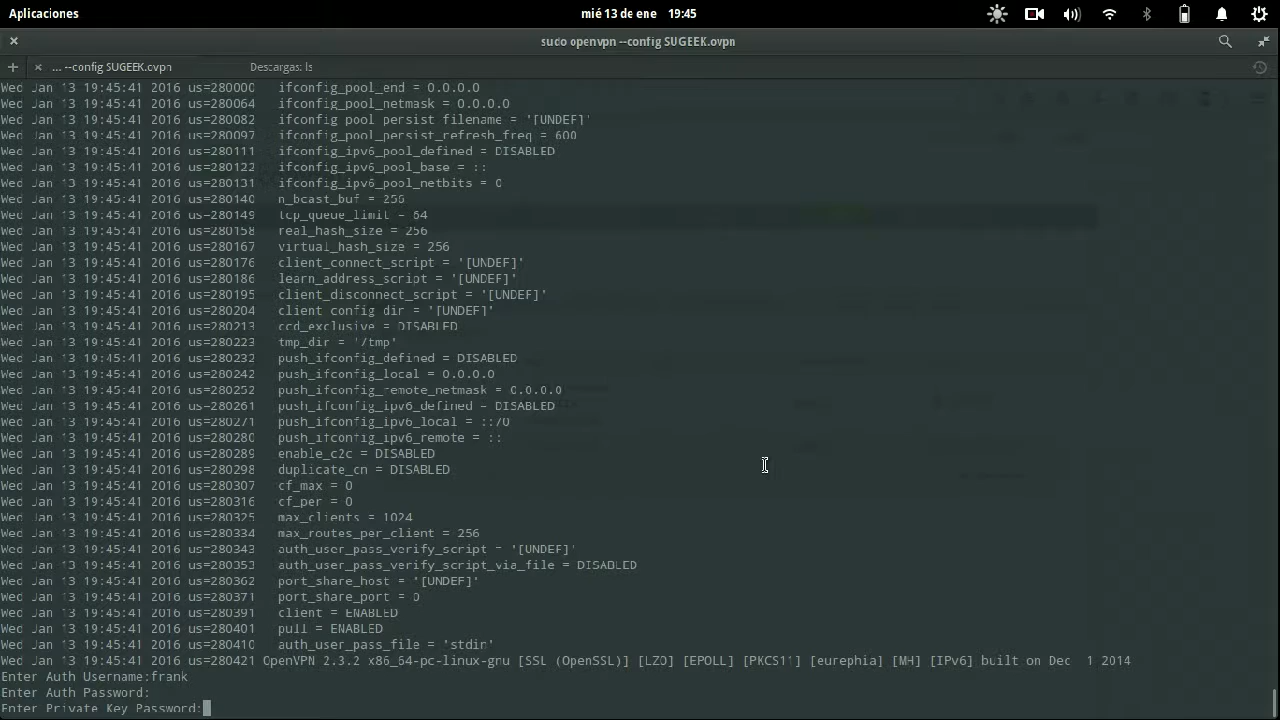 Aplicaciones mié 13 de ene 19:45
sudo openvpn --config SUGEEK.ovpn
... --config SUGEEK.ovpn Descargas: ls
Wed Jan 13 19:45:41 2016 us=280000 ifconfig_pool_end = 0.0.0.0
Wed Jan 13 19:45:41 2016 us=280064 ifconfig_pool_netmask = 0.0.0.0
Wed Jan 13 19:45:41 2016 us=280082 ifconfig_pool_persist_filename = '[UNDEF]'
Wed Jan 13 19:45:41 2016 us=280097 ifconfig_pool_persist_refresh_freq = 600
Wed Jan 13 19:45:41 2016 us=280111 ifconfig_ipv6_pool_defined = DISABLED
Wed Jan 13 19:45:41 2016 us=280122 ifconfig_ipv6_pool_base = ::
Wed Jan 13 19:45:41 2016 us=280131 ifconfig_ipv6_pool_netbits = 0
Wed Jan 13 19:45:41 2016 us=280140 n_bcast_buf = 256
Wed Jan 13 19:45:41 2016 us=280149 tcp_queue_limit = 64
Wed Jan 13 19:45:41 2016 us=280158 real_hash_size = 256
Wed Jan 13 19:45:41 2016 us=280167 virtual_hash_size = 256
Wed Jan 13 19:45:41 2016 us=280176 client_connect_script = '[UNDEF]'
Wed Jan 13 19:45:41 2016 us=280186 learn_address_script = '[UNDEF]'
Wed Jan 13 19:45:41 2016 us=280195 client_disconnect_script = '[UNDEF]'
Wed Jan 13 19:45:41 2016 us=280204 client_config_dir = '[UNDEF]'
Wed Jan 13 19:45:41 2016 us=280213 ccd_exclusive = DISABLED
Wed Jan 13 19:45:41 2016 us=280223 tmp_dir = '/tmp'
Wed Jan 13 19:45:41 2016 us=280233 push_ifconfig_defined = DISABLED
Wed Jan 13 19:45:41 2016 us=280242 push_ifconfig_local = 0.0.0.0
Wed Jan 13 19:45:41 2016 us=280252 push_ifconfig_remote_netmask = 0.0.0.0
Wed Jan 13 19:45:41 2016 us=280261 push_ifconfig_ipv6_defined = DISABLED
Wed Jan 13 19:45:41 2016 us=280271 push_ifconfig_ipv6_local = ::/0
Wed Jan 13 19:45:41 2016 us=280280 push_ifconfig_ipv6_remote = ::
Wed Jan 13 19:45:41 2016 us=280289 enable_c2c = DISABLED
Wed Jan 13 19:45:41 2016 us=280298 duplicate_cn = DISABLED
Wed Jan 13 19:45:41 2016 us=280307 cf_max = 0
Wed Jan 13 19:45:41 2016 us=280316 cf_per = 0
Wed Jan 13 19:45:41 2016 us=280325 max_clients = 1024
Wed Jan 13 19:45:41 2016 us=280334 max_routes_per_client = 256
Wed Jan 13 19:45:41 2016 us=280343 auth_user_pass_verify_script = '[UNDEF]'
Wed Jan 13 19:45:41 2016 us=280353 auth_user_pass_verify_script_via_file = DISABLED
Wed Jan 13 19:45:41 2016 us=280362 port_share_host = '[UNDEF]'
Wed Jan 13 19:45:41 2016 us=280371 port_share_port = 0
Wed Jan 13 19:45:41 2016 us=280391 client = ENABLED
Wed Jan 13 19:45:41 2016 us=280401 pull = ENABLED
Wed Jan 13 19:45:41 2016 us=280410 auth_user_pass_file = 'stdin'
Wed Jan 13 19:45:41 2016 us=280421 OpenVPN 2.3.2 x86_64-pc-linux-gnu [SSL (OpenSSL)] [LZO] [EPOLL] [PKCS11] [eurephia] [MH] [IPv6] built on Dec  1 2014
Enter Auth Username:frank
Enter Auth Password:
Enter Private Key Password: